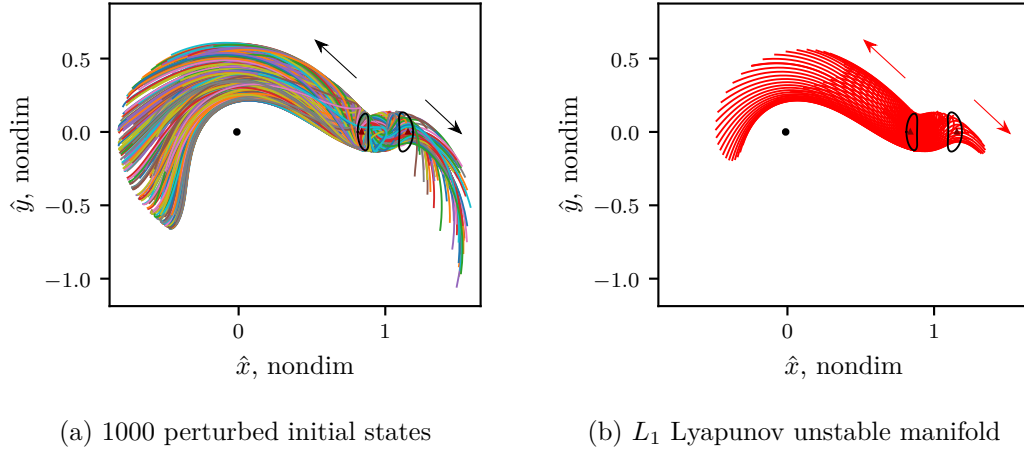 0.5
0.0
−0.5
−1.0
ŷ, nondim
0 1
x̂, nondim
(a) 1000 perturbed initial states
0.5
0.0
−0.5
−1.0
ŷ, nondim
0 1
x̂, nondim
(b) L₁ Lyapunov unstable manifold